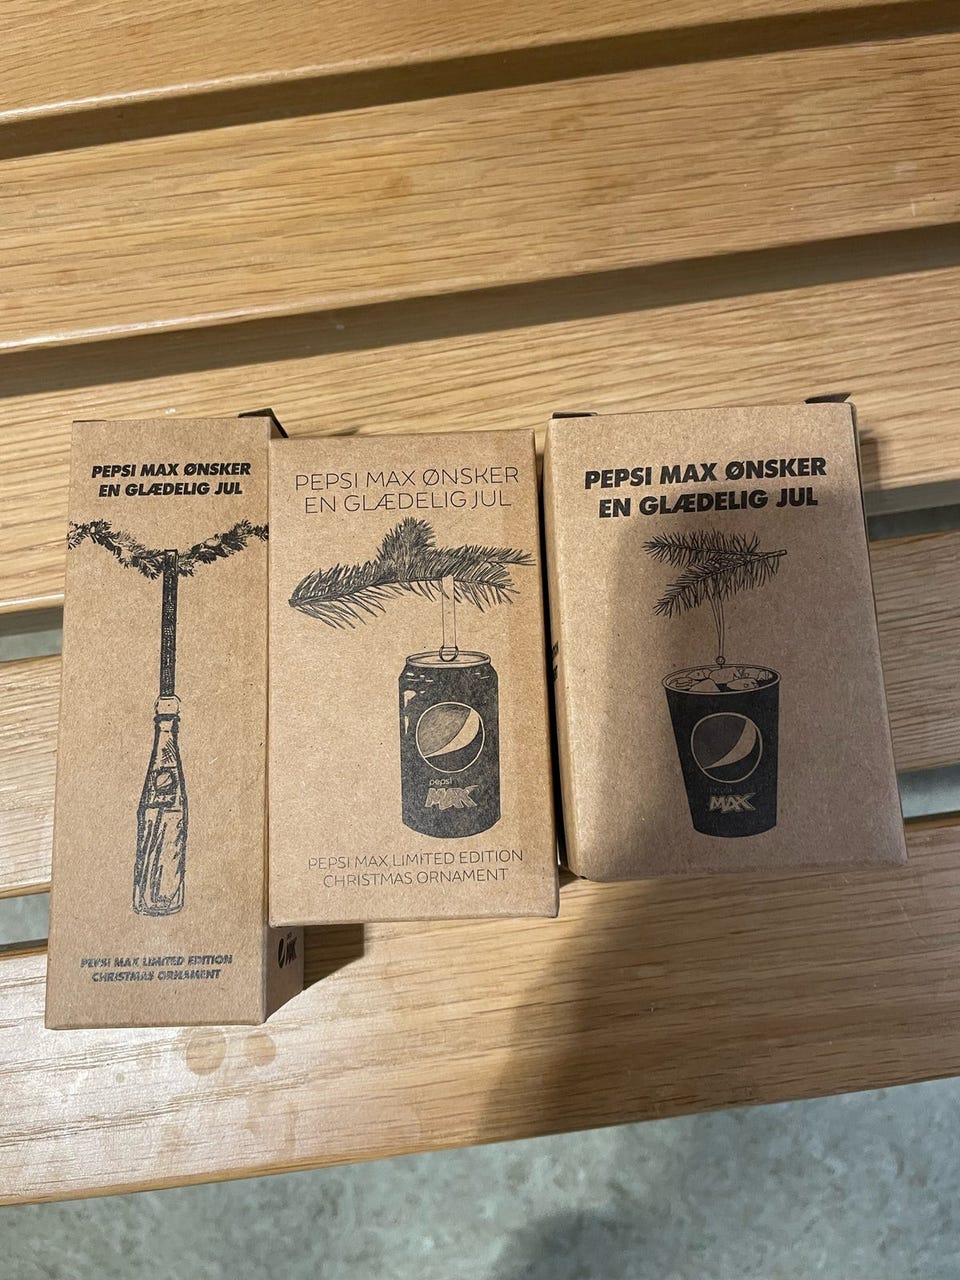 PEPSI MAX ØNSKER
EN GLÆDELIG JUL
PEPSI MAX LIMITED EDITION
CHRISTMAS ORNAMENT
PEPSI MAX ØNSKER
EN GLÆDELIG JUL
pepsi
MAX
PEPSI MAX LIMITED EDITION
CHRISTMAS ORNAMENT
PEPSI MAX ØNSKER
EN GLÆDELIG JUL
pepsi
MAX